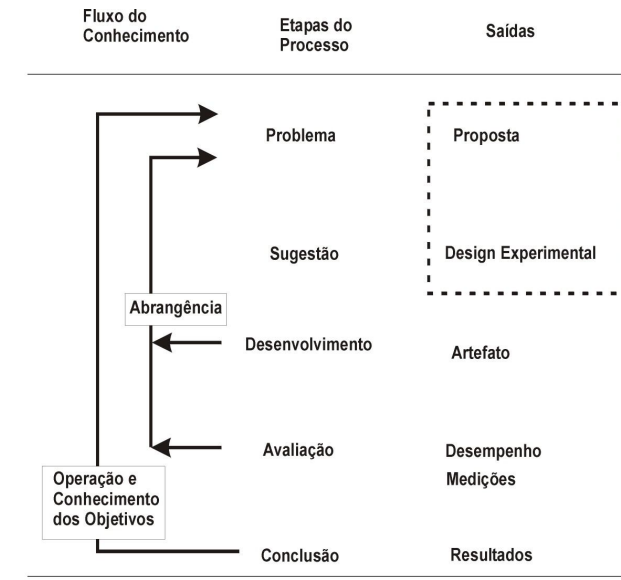 Fluxo do
Conhecimento
Etapas do
Processo
Saídas
Problema
Proposta
Sugestão
Design Experimental
Abrangência
Desenvolvimento
Artefato
Avaliação
Desempenho
Medições
Operação e
Conhecimento
dos Objetivos
Conclusão
Resultados